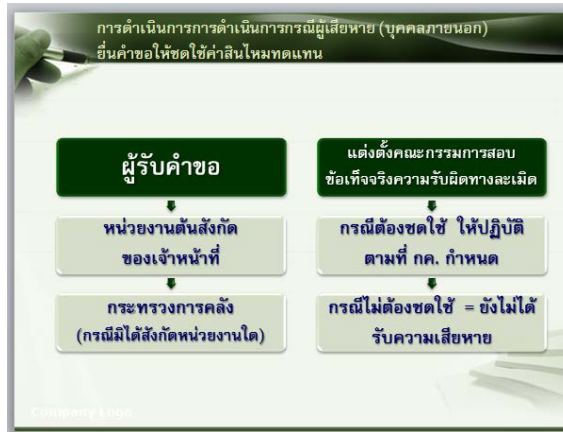 การดำเนินการการดำเนินการกรณีผู้เสียหาย (บุคคลภายนอก)
ยื่นคำขอให้ชดใช้ค่าสินไหมทดแทน
ผู้รับคำขอ
หน่วยงานต้นสังกัด
ของเจ้าหน้าที่
กระทรวงการคลัง
(กรณีมิได้สังกัดหน่วยงานใด)
แต่งตั้งคณะกรรมการสอบ
ข้อเท็จจริงความรับผิดทางละเมิด
กรณีต้องชดใช้ ให้ปฏิบัติ
ตามที่ กค. กำหนด
กรณีไม่ต้องชดใช้ = ยังไม่ได้
รับความเสียหาย
Company Logo